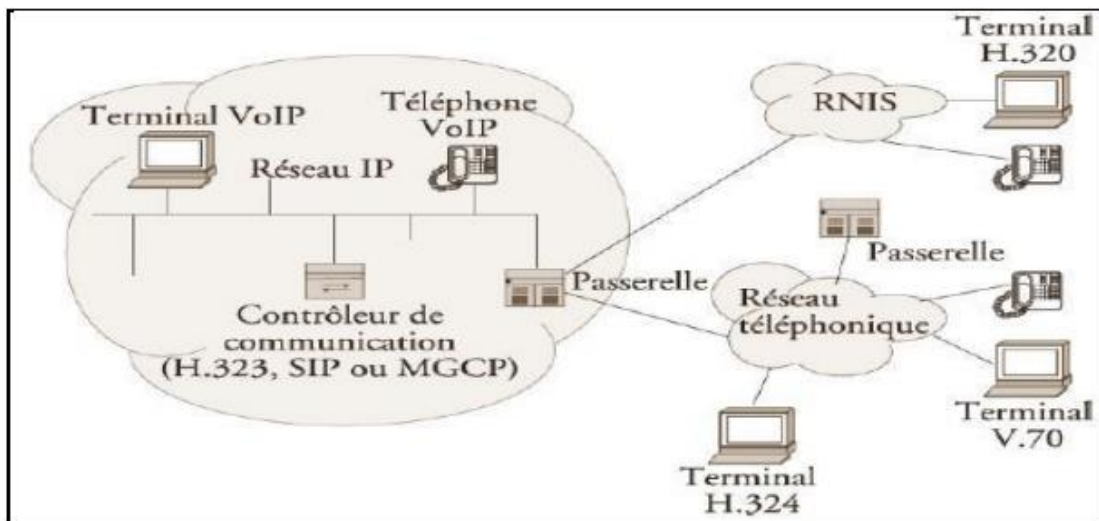 Terminal
H.320
RNIS
Terminal VoIP
Téléphone
VoIP
Réseau IP
Passerelle
Passerelle
Réseau
téléphonique
Contrôleur de
communication
(H.323, SIP ou MGCP)
Terminal
V.70
Terminal
H.324